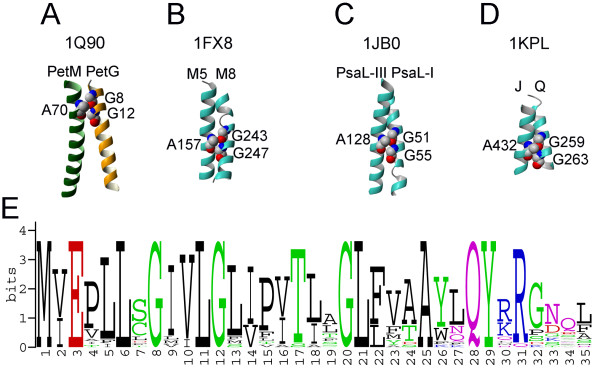 A B C D
1Q90 1FX8 1JB0 1KPL
PetM PetG M5 M8 PsaL-III PsaL-I J Q
A70 G8 G12
A157 G243 G247
A128 G51 G55
A432 G259 G263
E
bits
4
3
2
1
0
MVEPLLSGIVLGLIPVTLAGLFVAAYLQYRRGNQL
1 2 3 4 5 6 7 8 9 10 11 12 13 14 15 16 17 18 19 20 21 22 23 24 25 26 27 28 29 30 31 32 33 34 35